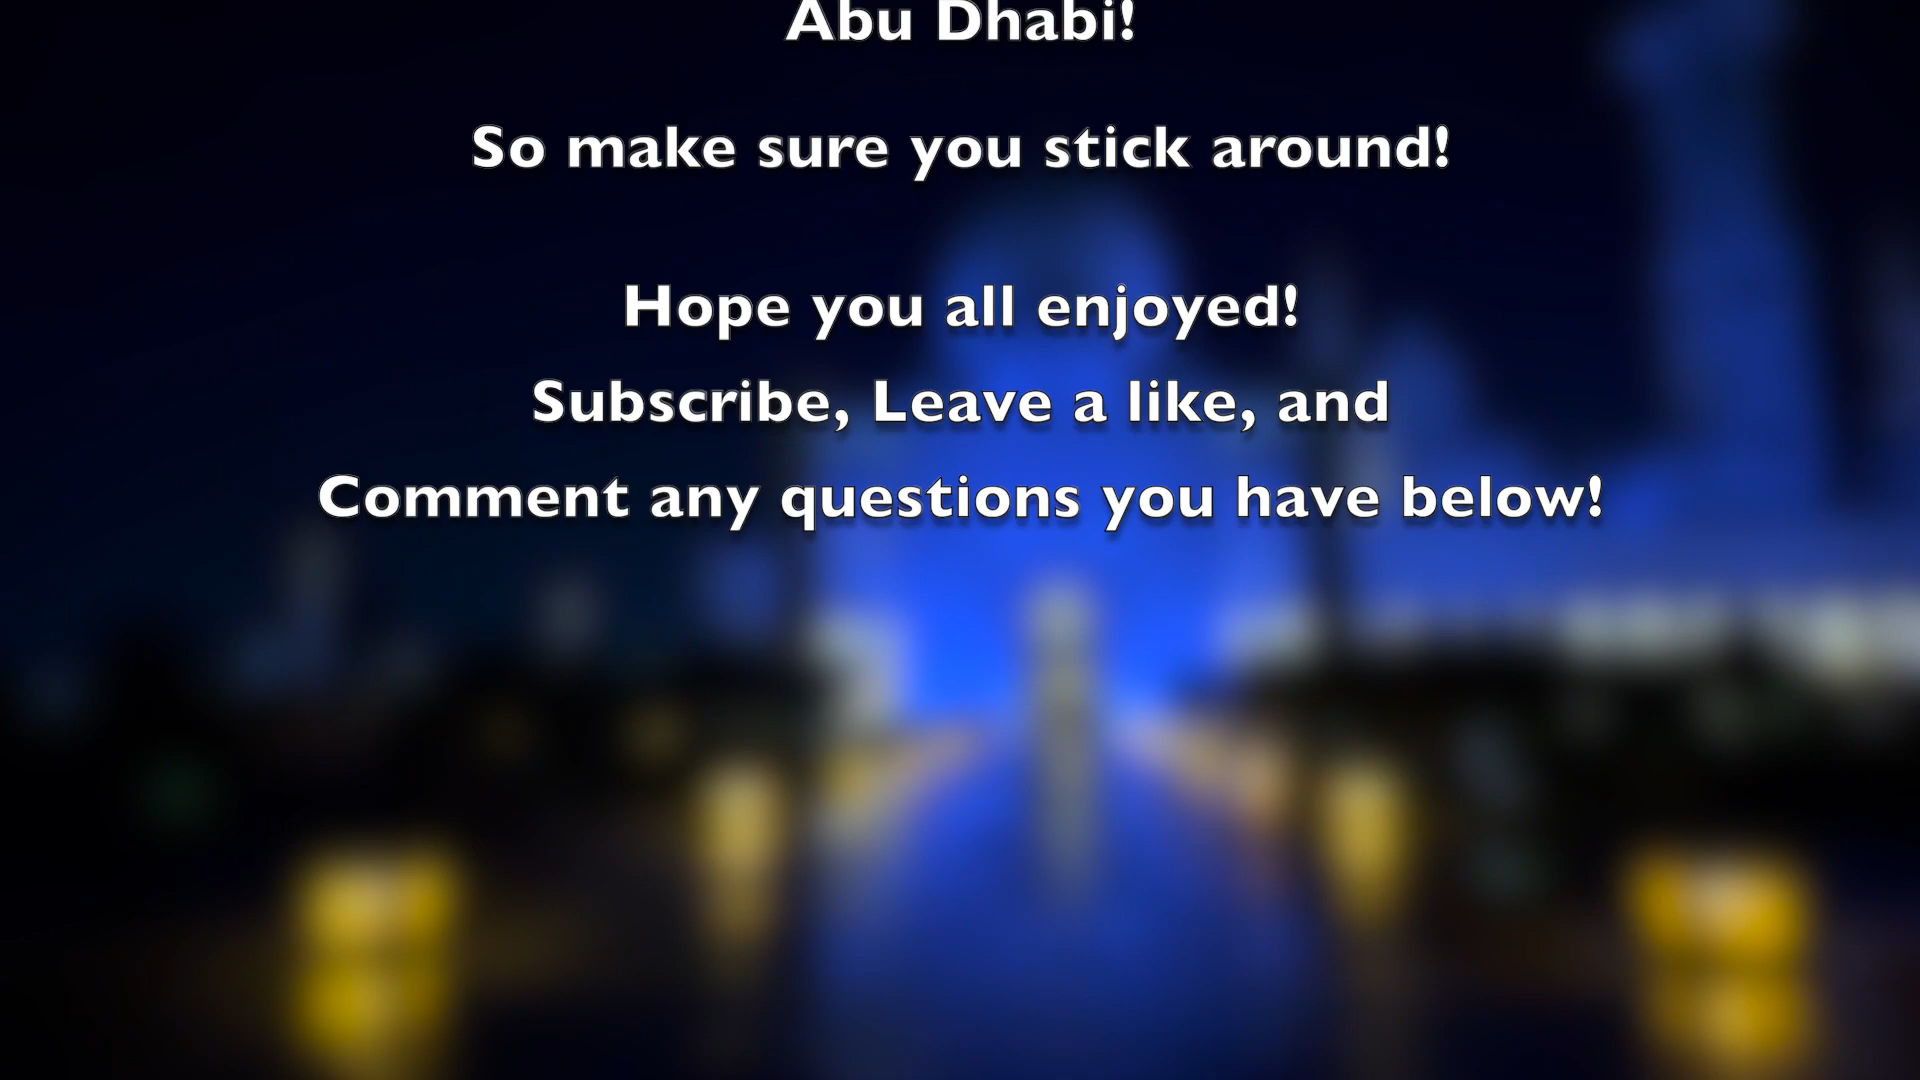 Abu Dhabi!
So make sure you stick around!
Hope you all enjoyed!
Subscribe, Leave a like, and
Comment any questions you have below!